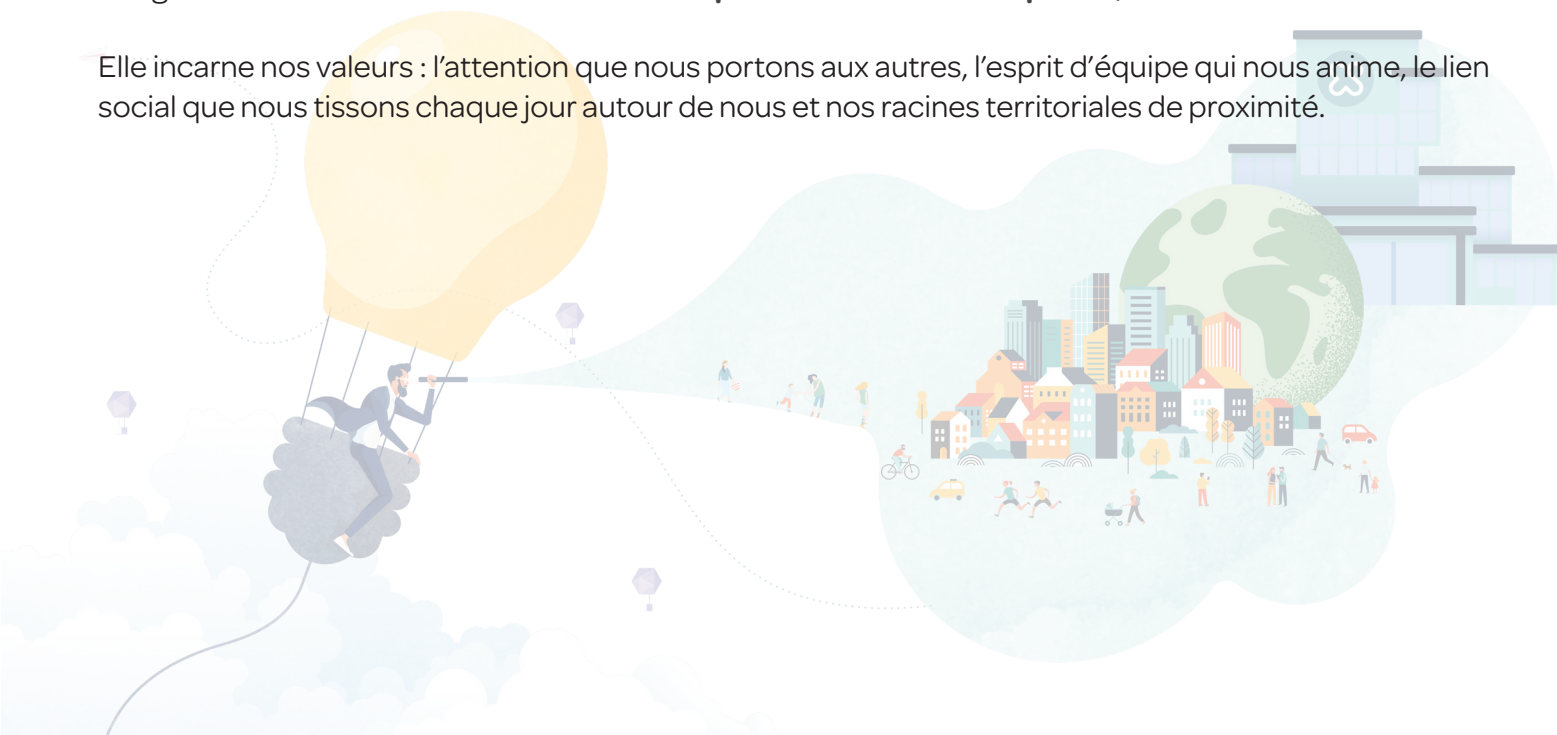 Elle incarne nos valeurs : l’attention que nous portons aux autres, l’esprit d’équipe qui nous anime, le lien
social que nous tissons chaque jour autour de nous et nos racines territoriales de proximité.